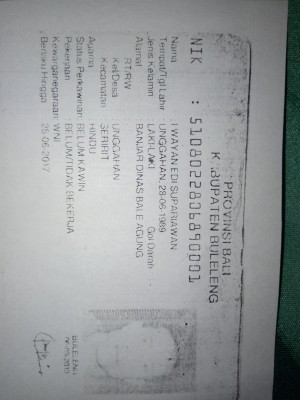 PROVINSI BALI
KABUPATEN BULELENG
NIK : 5108022806890001
Nama : I WAYAN EDI SUPARIAWAN
Tempat/Tgl Lahir : UNGGAHAN, 28-06-1989
Jenis Kelamin : LAKI-LAKI Gol Darah
Alamat : BANJAR DINAS BALE AGUNG
RT/RW
Kel/Desa : UNGGAHAN
Kecamatan : SERIRIT
Agama : HINDU
Status Perkawinan : BELUM KAWIN
Pekerjaan : BELUM/TIDAK BEKERJA
Kewarganegaraan : WNI
Berlaku Hingga : 28-06-2017
BULELENG